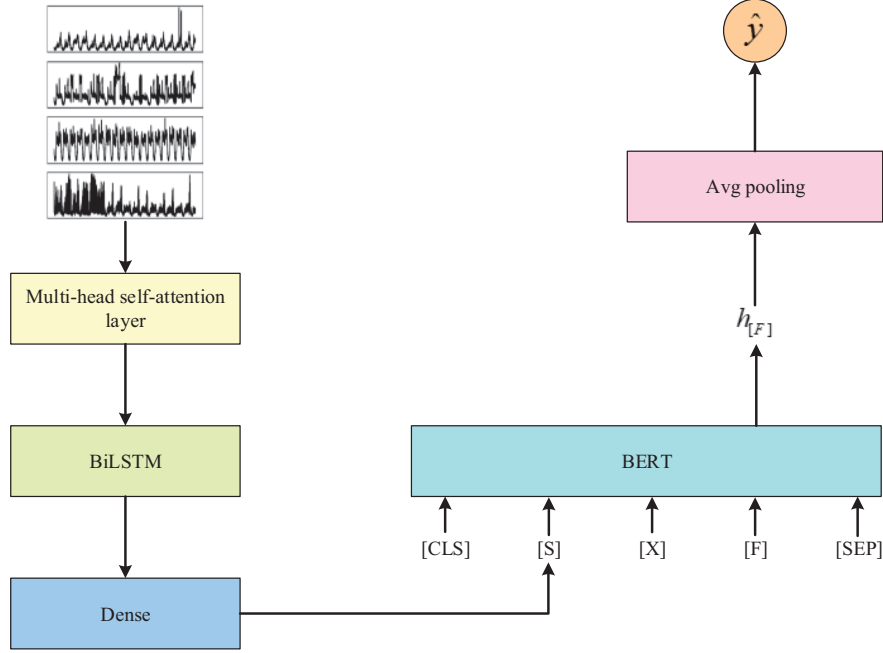 ŷ
Avg pooling
h[F]
Multi-head self-attention
layer
BiLSTM
BERT
[CLS] [S] [X] [F] [SEP]
Dense